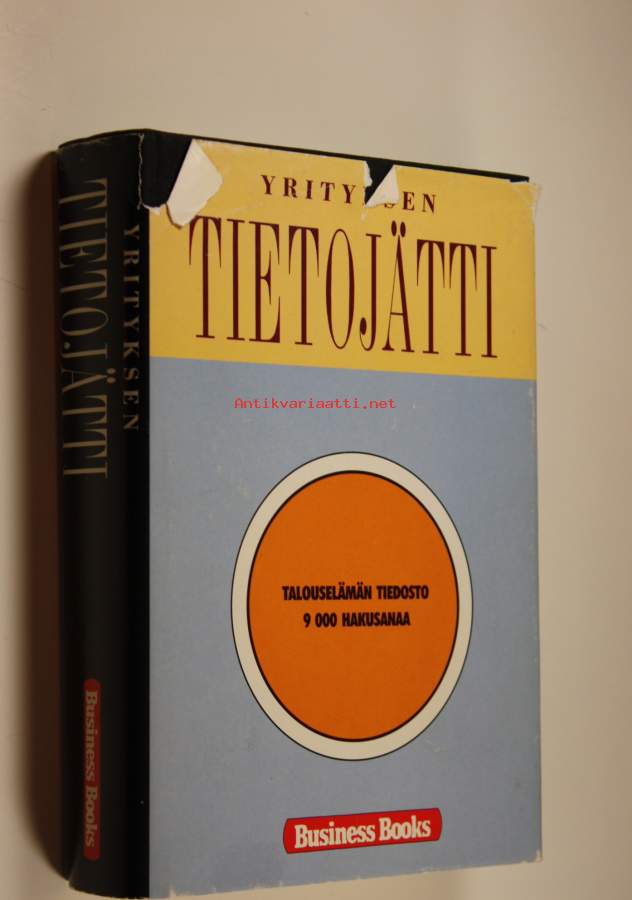 YRITYKSEN
TIETOJÄTTI
Antikvariaatti.net
TALOUSELÄMÄN TIEDOSTO
9 000 HAKUSANAA
Business Books
YRITYKSEN
TIETOJÄTTI
Business Books